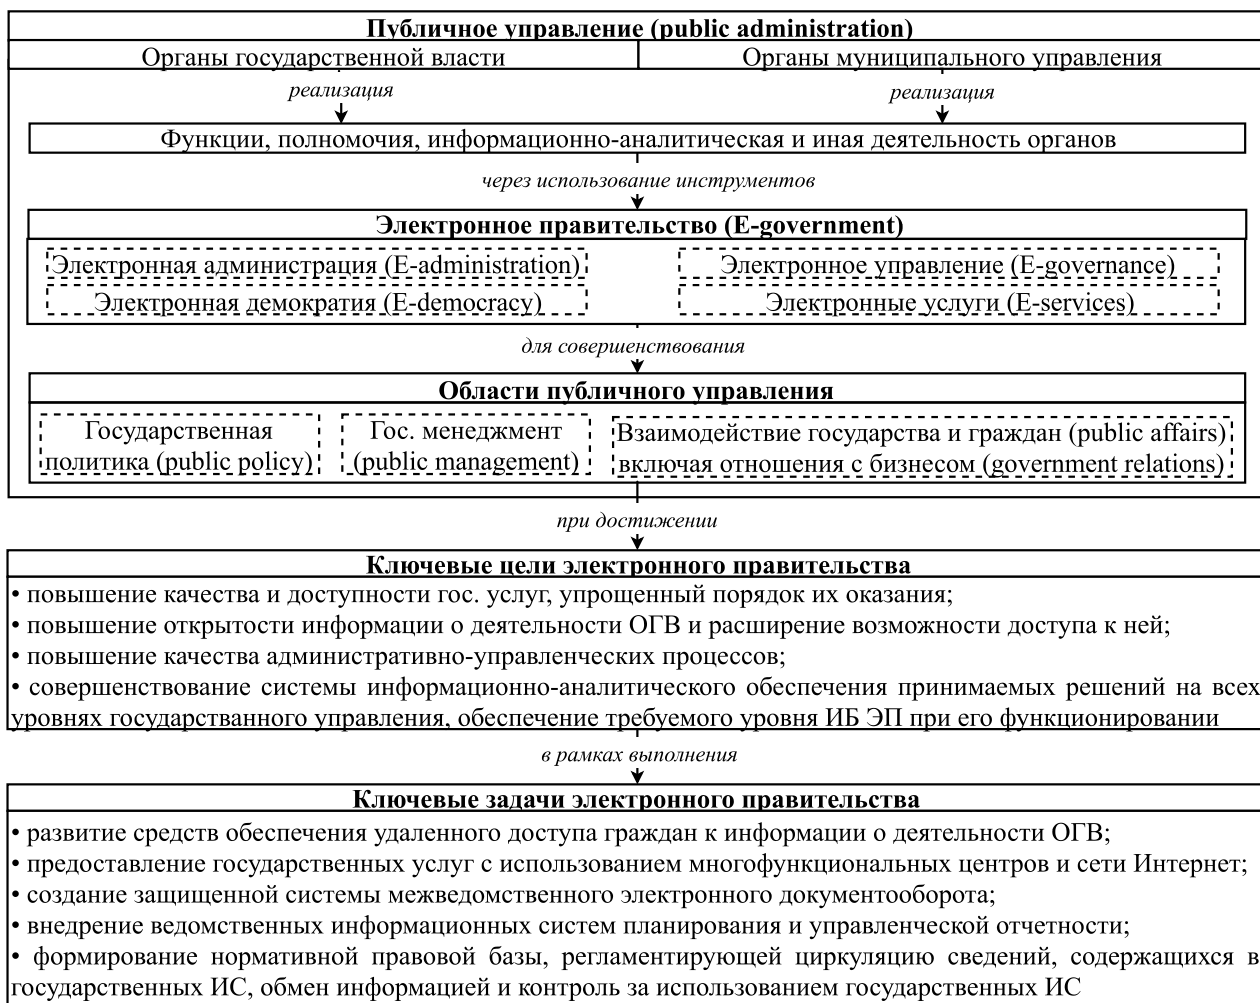 Публичное управление (public administration)
Органы государственной власти
Органы муниципального управления
реализация
реализация
Функции, полномочия, информационно-аналитическая и иная деятельность органов
через использование инструментов
Электронное правительство (E-government)
Электронная администрация (E-administration)
Электронное управление (E-governance)
Электронная демократия (E-democracy)
Электронные услуги (E-services)
для совершенствования
Области публичного управления
Государственная
политика (public policy)
Гос. менеджмент
(public management)
Взаимодействие государства и граждан (public affairs)
включая отношения с бизнесом (government relations)
при достижении
Ключевые цели электронного правительства
• повышение качества и доступности гос. услуг, упрощенный порядок их оказания;
• повышение открытости информации о деятельности ОГВ и расширение возможности доступа к ней;
• повышение качества административно-управленческих процессов;
• совершенствование системы информационно-аналитического обеспечения принимаемых решений на всех
уровнях государстванного управления, обеспечение требуемого уровня ИБ ЭП при его функционировании
в рамках выполнения
Ключевые задачи электронного правительства
• развитие средств обеспечения удаленного доступа граждан к информации о деятельности ОГВ;
• предоставление государственных услуг с использованием многофункциональных центров и сети Интернет;
• создание защищенной системы межведомственного электронного документооборота;
• внедрение ведомственных информационных систем планирования и управленческой отчетности;
• формирование нормативной правовой базы, регламентирующей циркуляцию сведений, содержащихся в
государственных ИС, обмен информацией и контроль за использованием государственных ИС